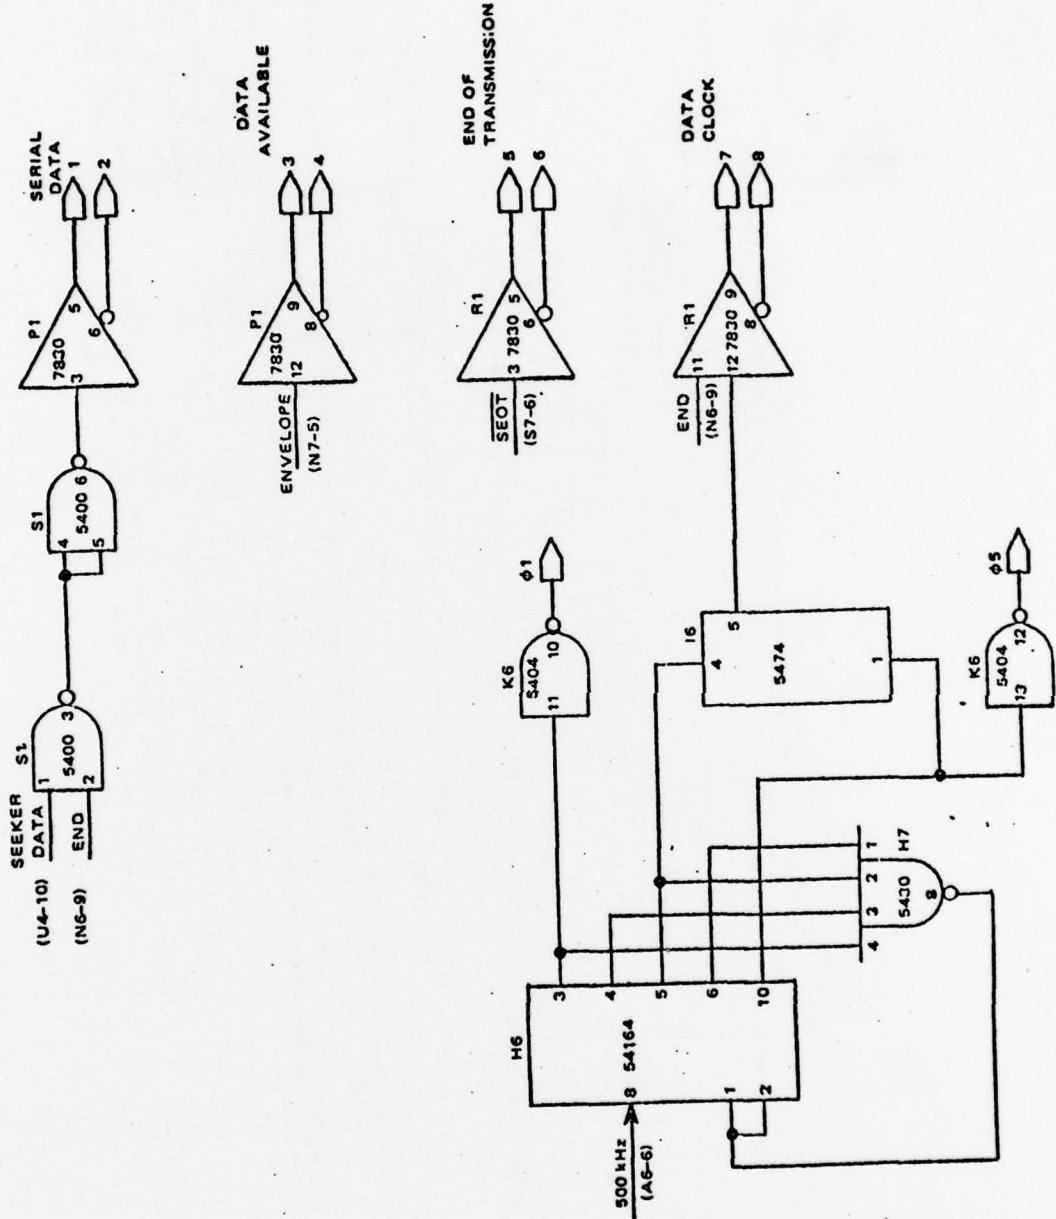 SERIAL
DATA
1
2
P1
7830
3
5
6
S1
4
5400
6
5
SEEKER
DATA
(U4-10)
END
(N6-9)
1
2
5400
3
DATA
AVAILABLE
3
4
P1
7830
12
9
8
ENVELOPE
(N7-5)
END OF
TRANSMISSION
5
6
R1
3 7830 5
6
SEOT
(S7-6)
DATA
CLOCK
7
8
R1
11
12 7830 9
8
END
(N6-9)
φ1
K6
5404
11
10
I6
4
5
5474
1
φ5
K6
5404
13
12
H6
54164
3
4
5
6
10
8
1
2
500 kHz
(A6-6)
4
3
2
1
H7
5430
8